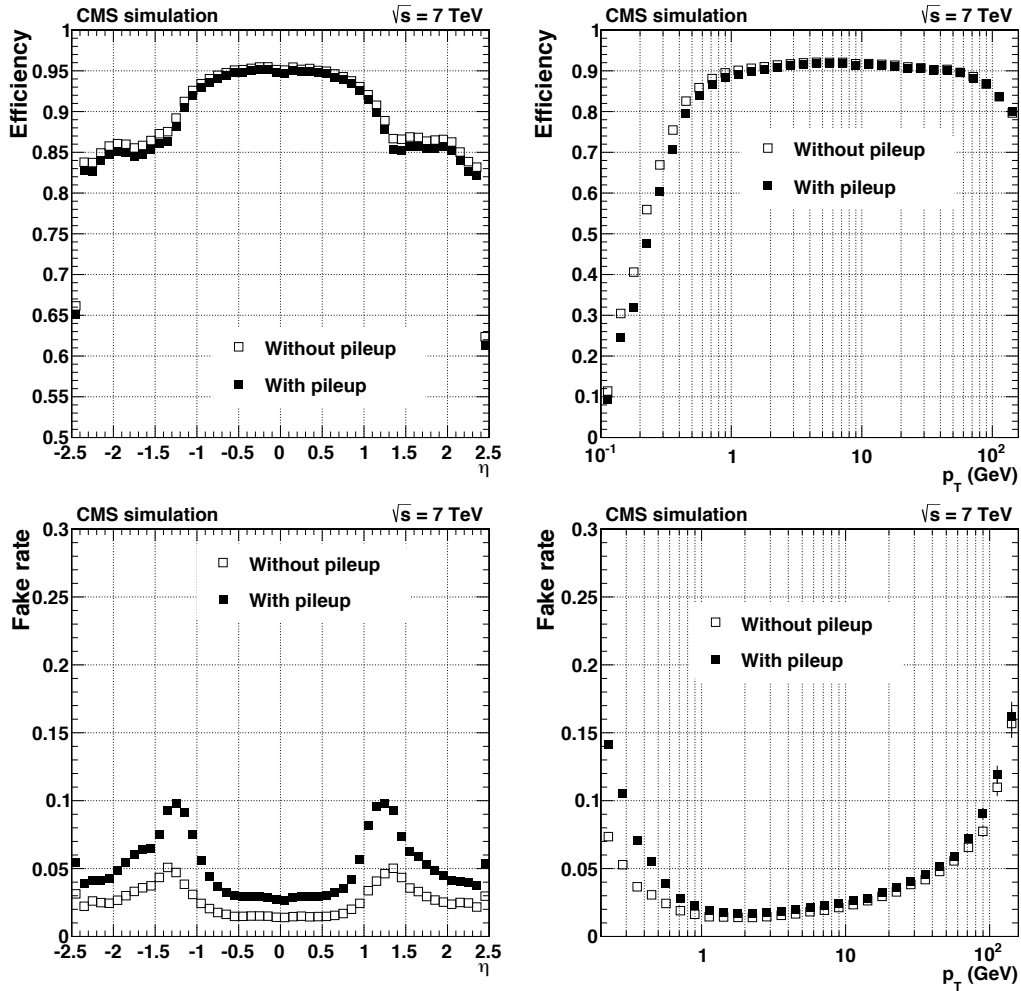 CMS simulation √s = 7 TeV
Efficiency
1
0.95
0.9
0.85
0.8
0.75
0.7
0.65
0.6
0.55
0.5
Without pileup
With pileup
-2.5 -2 -1.5 -1 -0.5 0 0.5 1 1.5 2 2.5
η
CMS simulation √s = 7 TeV
Efficiency
1
0.9
0.8
0.7
0.6
0.5
0.4
0.3
0.2
0.1
0
Without pileup
With pileup
10⁻¹ 1 10 10²
p_T (GeV)
CMS simulation √s = 7 TeV
Fake rate
0.3
0.25
0.2
0.15
0.1
0.05
0
Without pileup
With pileup
-2.5 -2 -1.5 -1 -0.5 0 0.5 1 1.5 2 2.5
η
CMS simulation √s = 7 TeV
Fake rate
0.3
0.25
0.2
0.15
0.1
0.05
0
Without pileup
With pileup
1 10 10²
p_T (GeV)